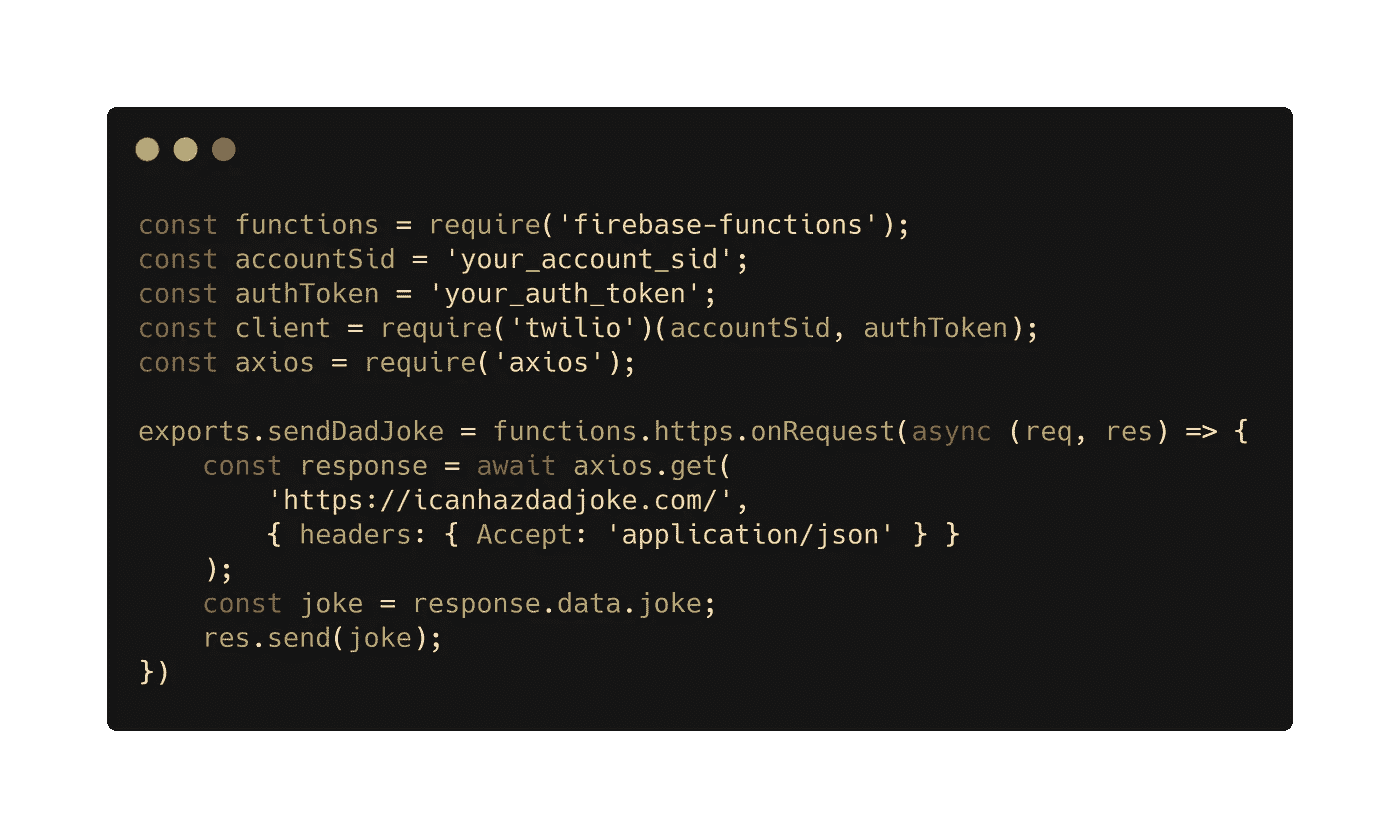 const functions = require('firebase-functions');
const accountSid = 'your_account_sid';
const authToken = 'your_auth_token';
const client = require('twilio')(accountSid, authToken);
const axios = require('axios');

exports.sendDadJoke = functions.https.onRequest(async (req, res) => {
    const response = await axios.get(
        'https://icanhazdadjoke.com/',
        { headers: { Accept: 'application/json' } }
    );
    const joke = response.data.joke;
    res.send(joke);
})